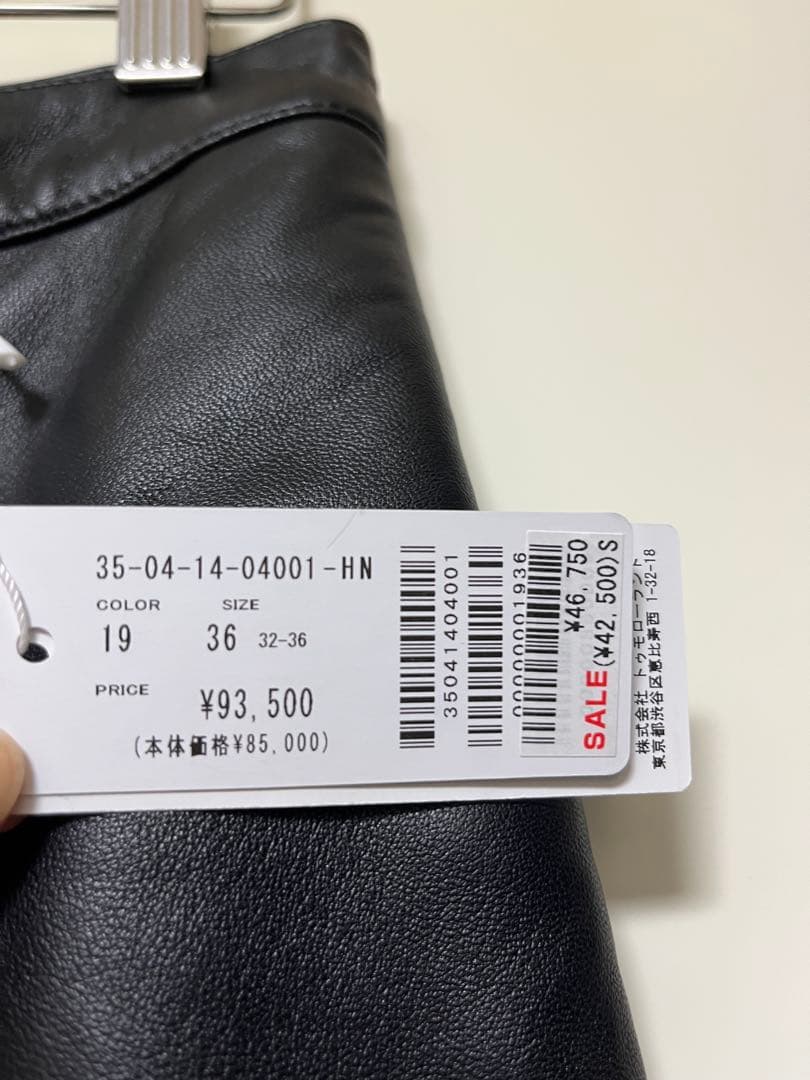 35-04-14-04001-HN
COLOR SIZE
19 36 32-36
PRICE
¥93,500
(本体価格¥85,000)
35041404001
0000000001936
¥46,750
SALE(¥42,500)S
株式会社 トゥモローランド
東京都渋谷区恵比寿西 1-32-18